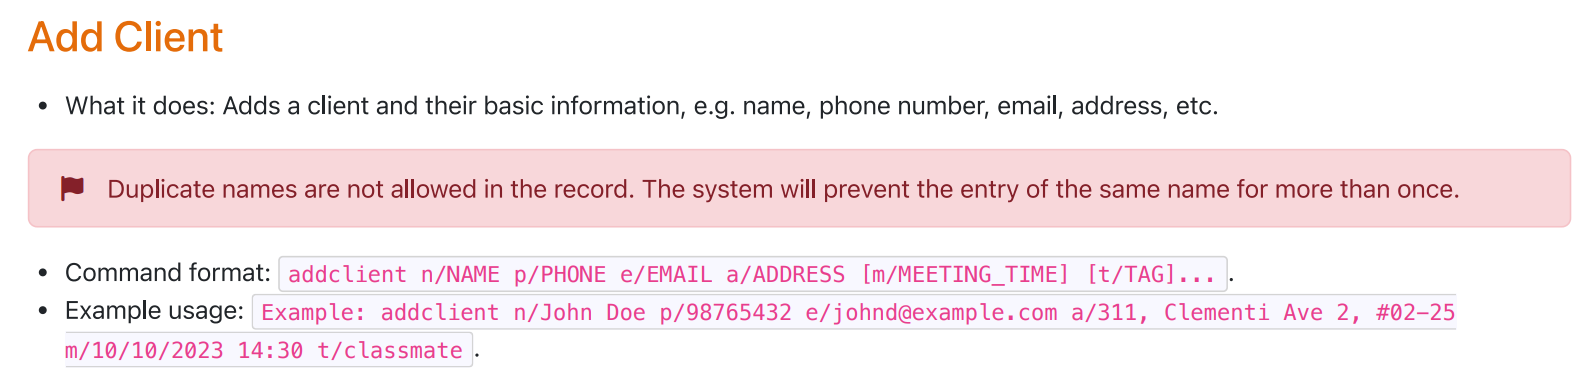 Add Client
• What it does: Adds a client and their basic information, e.g. name, phone number, email, address, etc.
Duplicate names are not allowed in the record. The system will prevent the entry of the same name for more than once.
• Command format: addclient n/NAME p/PHONE e/EMAIL a/ADDRESS [m/MEETING_TIME] [t/TAG]... .
• Example usage: Example: addclient n/John Doe p/98765432 e/johnd@example.com a/311, Clementi Ave 2, #02-25
m/10/10/2023 14:30 t/classmate .